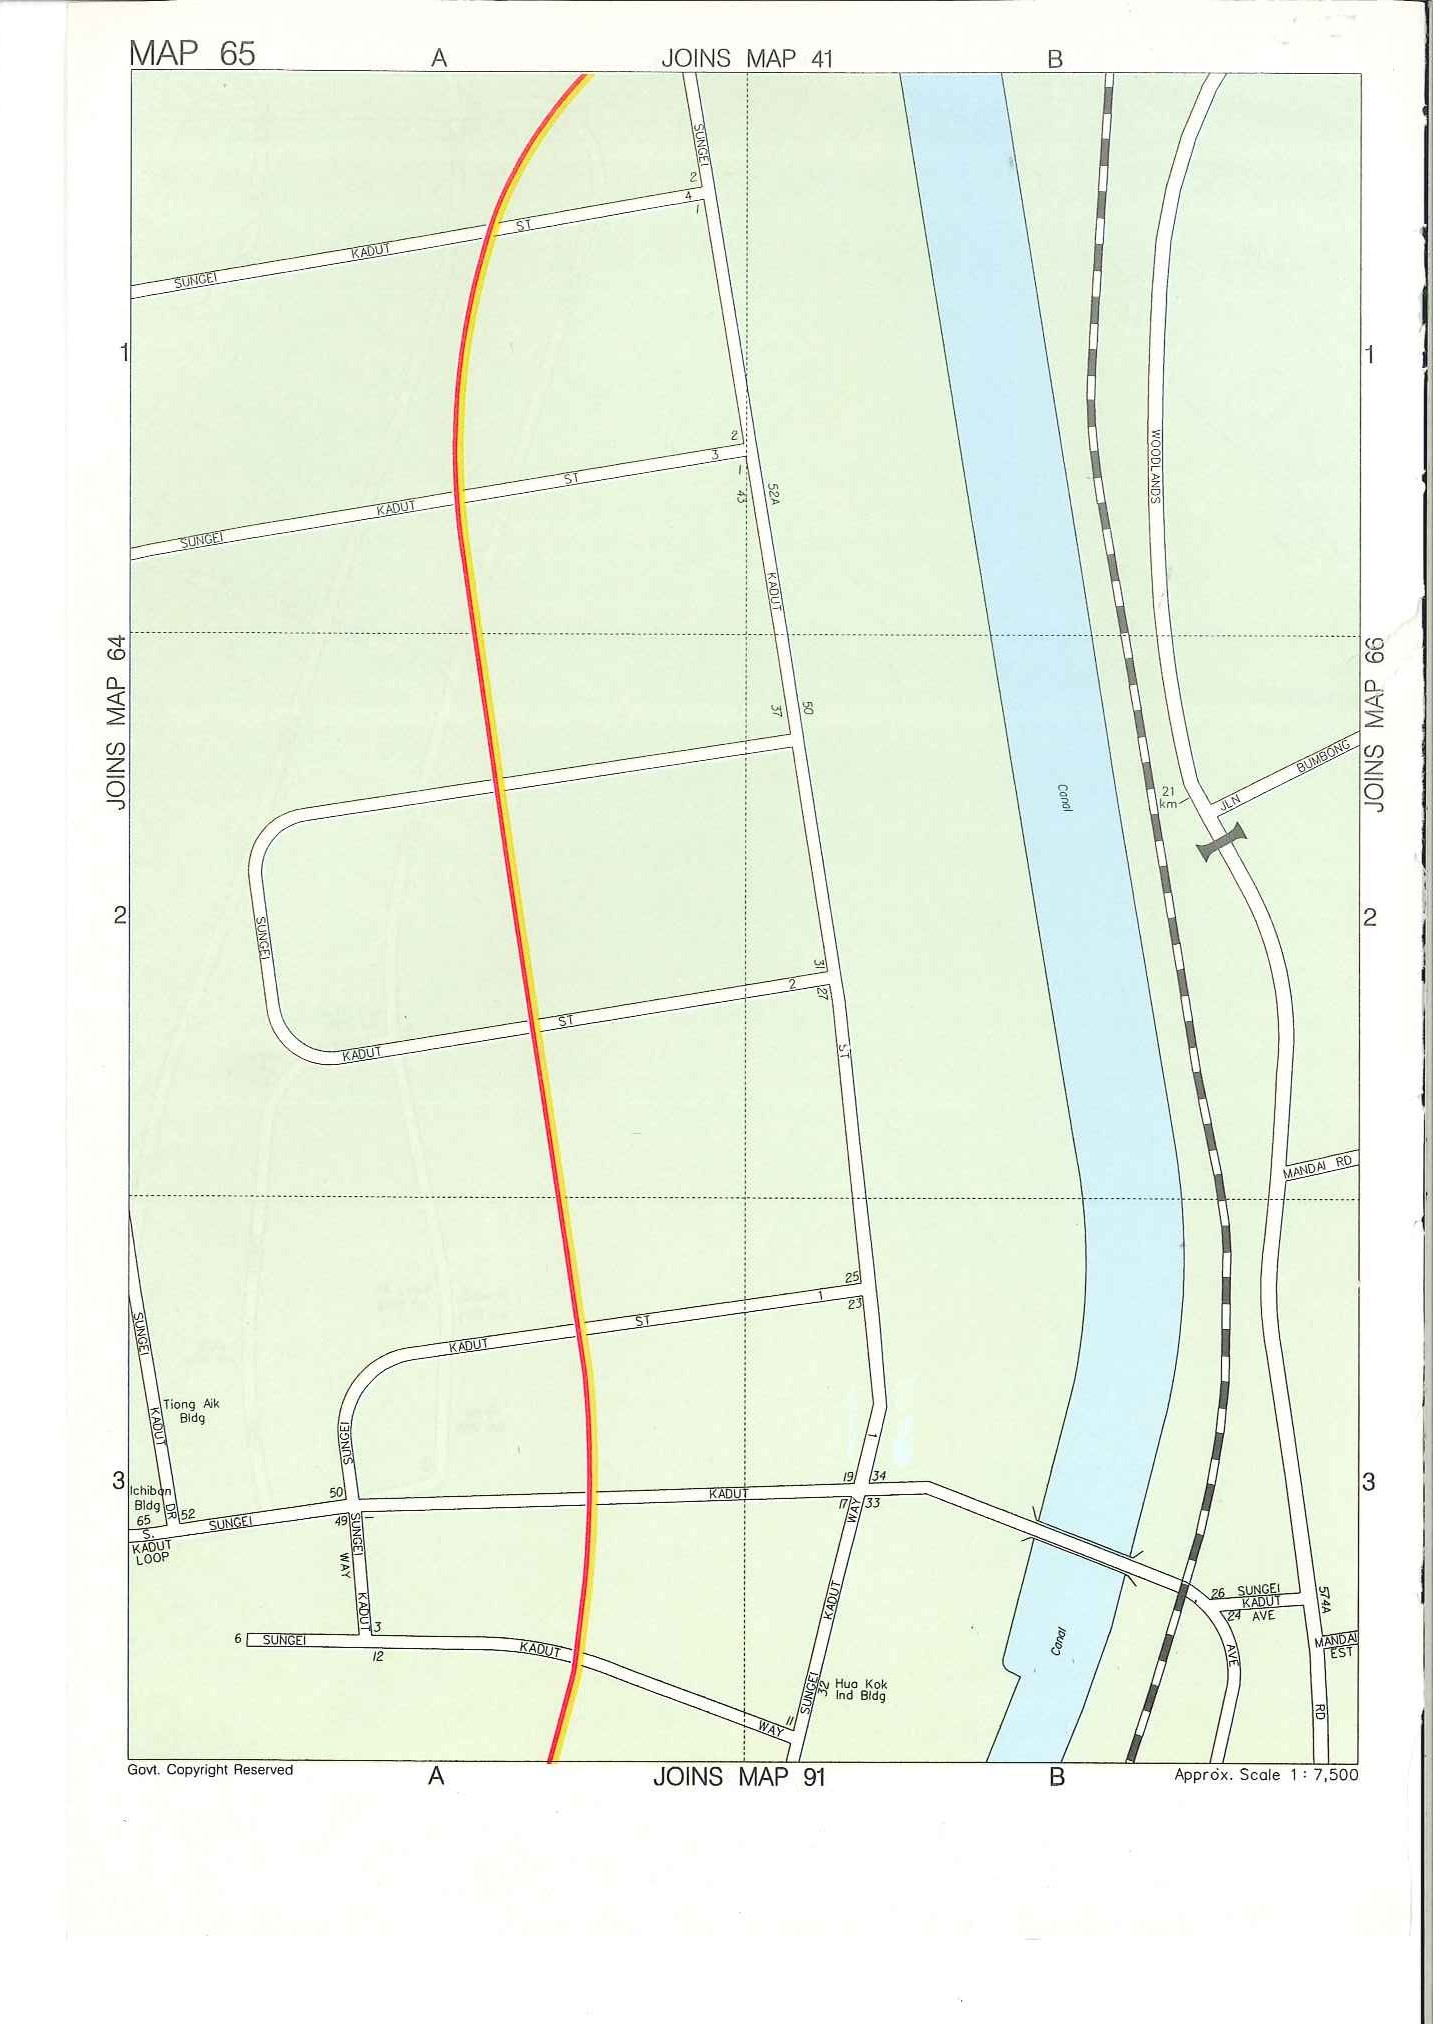 MAP 65
A
JOINS MAP 41
B
SUNGEI
2
4
1
SUNGEI KADUT ST
1
1
2
3
1
43
52A
SUNGEI KADUT ST
WOODLANDS
KADUT
JOINS MAP 64
JOINS MAP 66
37
50
Canal
21
km
JLN BUMBONG
2
2
SUNGEI
31
2
27
KADUT ST
ST
MANDAI RD
25
1
23
KADUT ST
SUNGEI
SUNGEI
KADUT
DR
Tiong Aik
Bldg
1
3
3
Ichiban
Bldg
65
52
50
49
1
19
34
17
33
SUNGEI
KADUT
S.
KADUT
LOOP
SUNGEI
KADUT
WAY
WAY
KADUT
SUNGEI
26
SUNGEI
KADUT
AVE
24
574A
AVE
MANDAI
EST
RD
6
SUNGEI
3
12
KADUT
WAY
11
32
Hua Kok
Ind Bldg
Canal
Govt. Copyright Reserved
A
JOINS MAP 91
B
Approx. Scale 1 : 7,500